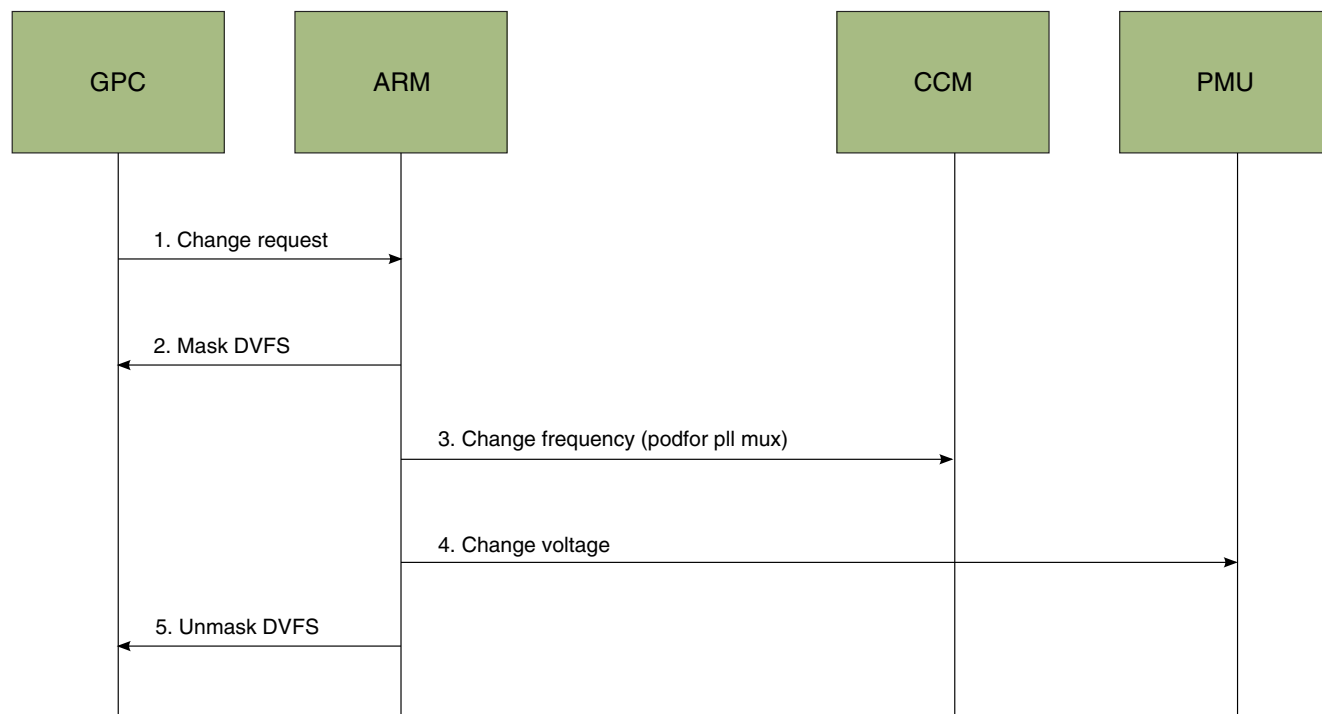 GPC
ARM
CCM
PMU
1. Change request
2. Mask DVFS
3. Change frequency (podfor pll mux)
4. Change voltage
5. Unmask DVFS